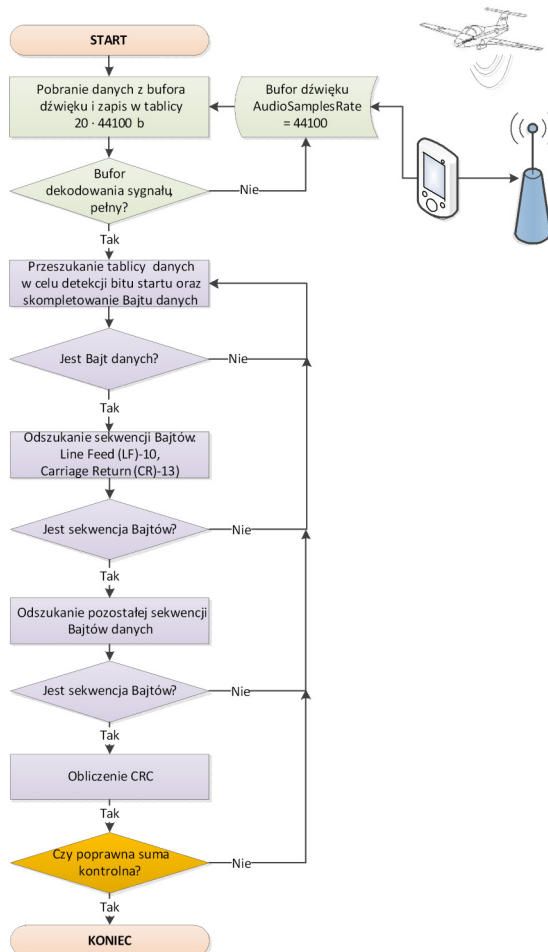 START
Pobranie danych z bufora
dźwięku i zapis w tablicy
20 · 44100 b
Bufor dźwięku
AudioSamplesRate
= 44100
Bufor
dekodowania sygnału,
pełny?
Nie
Tak
Przeszukanie tablicy danych
w celu detekcji bitu startu oraz
skompletowanie Bajtu danych
Jest Bajt danych?
Nie
Tak
Odszukanie sekwencji Bajtów:
Line Feed (LF)-10,
Carriage Return (CR)-13)
Jest sekwencja Bajtów?
Nie
Tak
Odszukanie pozostałej sekwencji
Bajtów danych
Jest sekwencja Bajtów?
Nie
Tak
Obliczenie CRC
Tak
Czy poprawna suma
kontrolna?
Nie
Tak
KONIEC